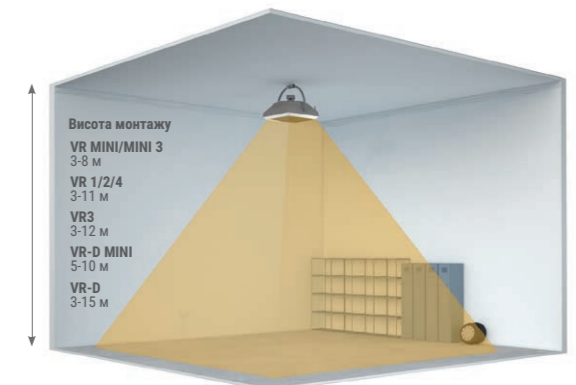 Висота монтажу
VR MINI/MINI 3
3-8 м
VR 1/2/4
3-11 м
VR3
3-12 м
VR-D MINI
5-10 м
VR-D
3-15 м